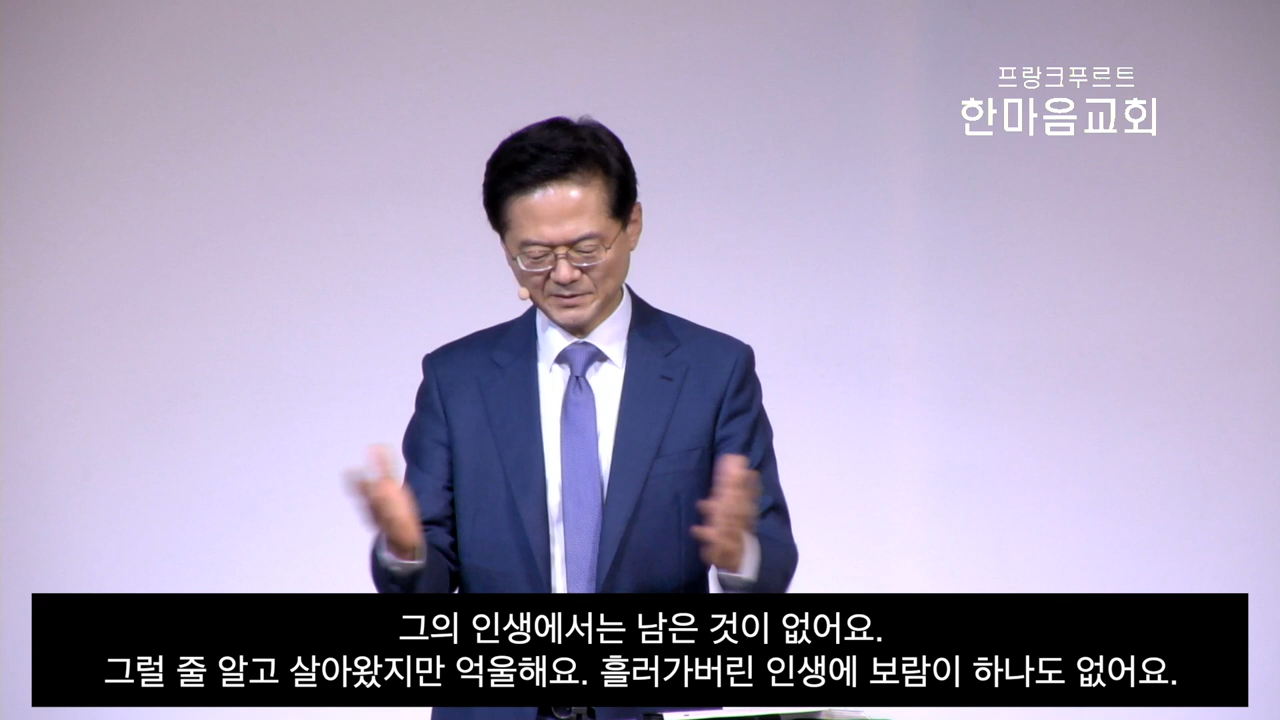 프랑크푸르트
한마음교회
그의 인생에서는 남은 것이 없어요.
그럴 줄 알고 살아왔지만 억울해요. 흘러가버린 인생에 보람이 하나도 없어요.